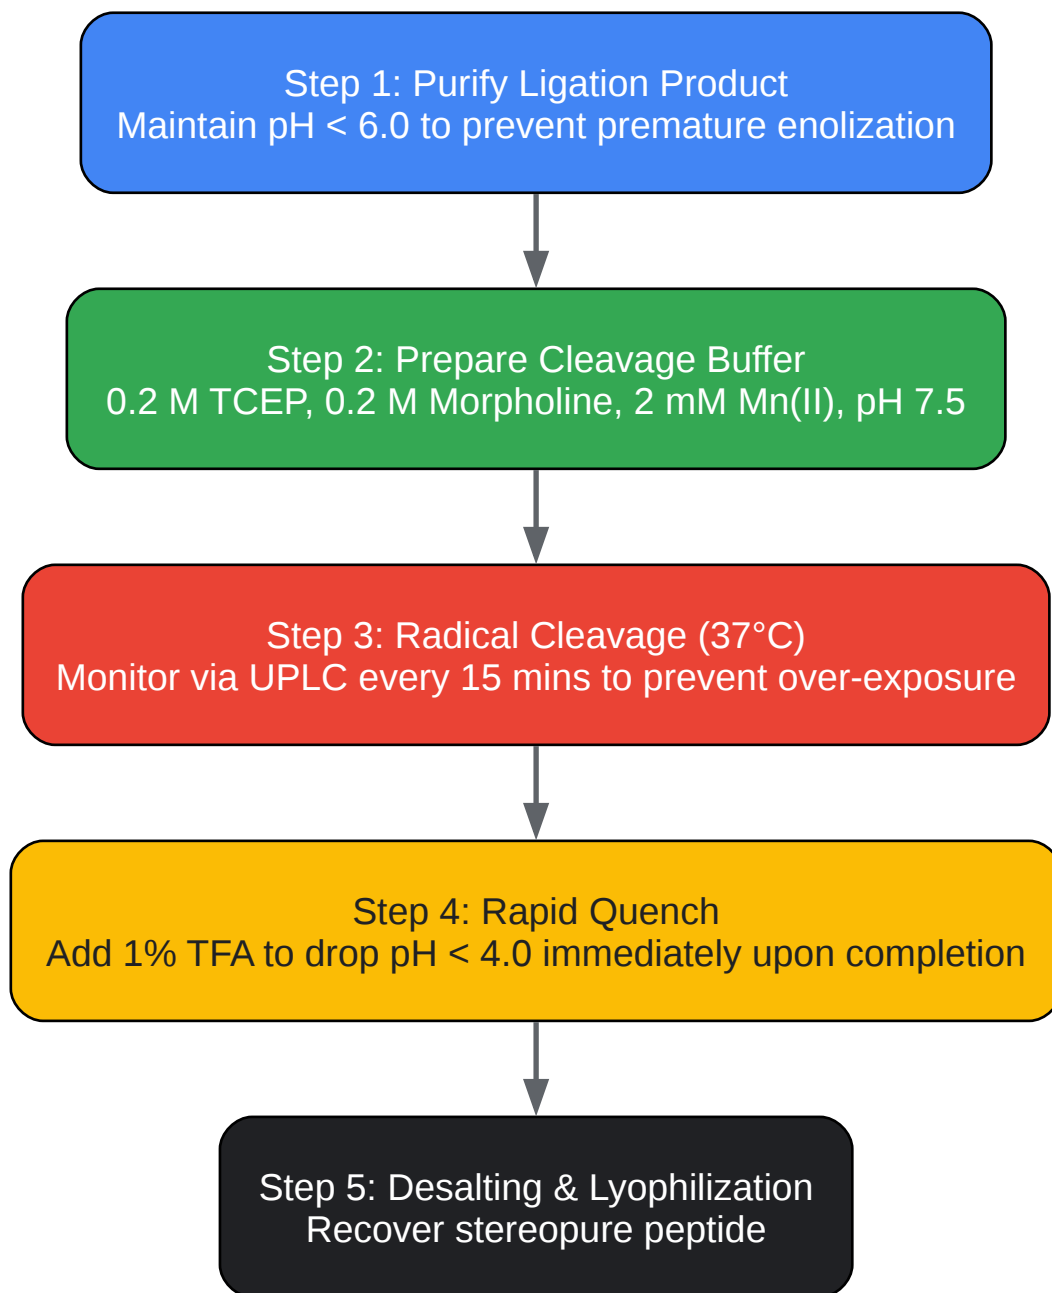 Step 1: Purify Ligation Product
Maintain pH < 6.0 to prevent premature enolization
Step 2: Prepare Cleavage Buffer
0.2 M TCEP, 0.2 M Morpholine, 2 mM Mn(II), pH 7.5
Step 3: Radical Cleavage (37°C)
Monitor via UPLC every 15 mins to prevent over-exposure
Step 4: Rapid Quench
Add 1% TFA to drop pH < 4.0 immediately upon completion
Step 5: Desalting & Lyophilization
Recover stereopure peptide